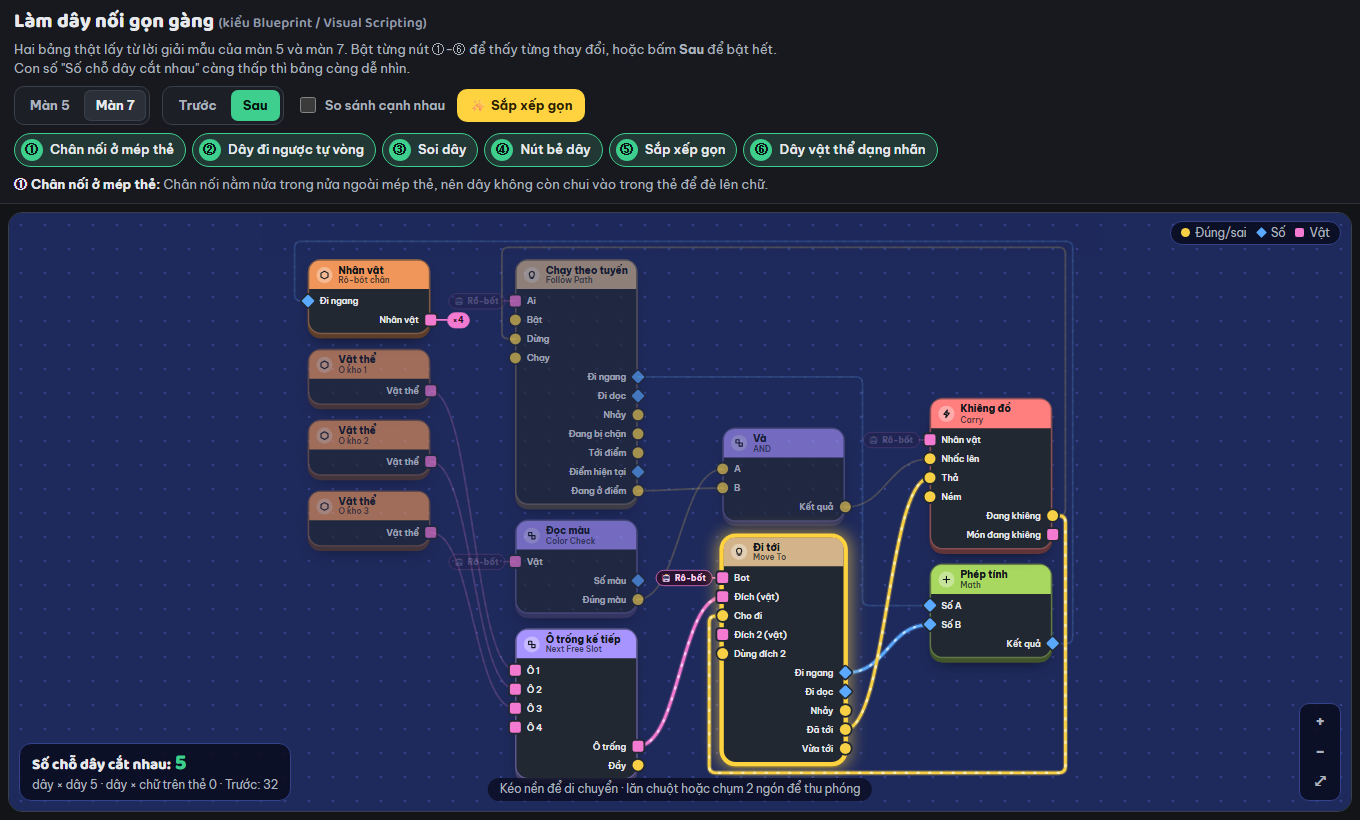 Làm dây nối gọn gàng (kiểu Blueprint / Visual Scripting)
Hai bảng thật lấy từ lời giải mẫu của màn 5 và màn 7. Bật từng nút ①-⑥ để thấy từng thay đổi, hoặc bấm Sau để bật hết.
Con số "Số chỗ dây cắt nhau" càng thấp thì bảng càng dễ nhìn.
Màn 5 Màn 7 Trước Sau So sánh cạnh nhau ✨ Sắp xếp gọn
① Chân nối ở mép thẻ ② Dây đi ngược tự vòng ③ Soi dây ④ Nút bẻ dây ⑤ Sắp xếp gọn ⑥ Dây vật thể dạng nhãn
① Chân nối ở mép thẻ: Chân nối nằm nửa trong nửa ngoài mép thẻ, nên dây không còn chui vào trong thẻ để đè lên chữ.
Đúng/sai Số Vật
Nhân vật
Rô-bốt chân
Đi ngang
Nhân vật
×4
Vật thể
Ô kho 1
Vật thể
Vật thể
Ô kho 2
Vật thể
Vật thể
Ô kho 3
Vật thể
Chạy theo tuyến
Follow Path
Rô-bốt
Ai
Bật
Dừng
Chạy
Đi ngang
Đi dọc
Nhảy
Đang bị chặn
Tới điểm
Điểm hiện tại
Đang ở điểm
Đọc màu
Color Check
Rô-bốt
Vật
Số màu
Đúng màu
Ô trống kế tiếp
Next Free Slot
Ô 1
Ô 2
Ô 3
Ô 4
Ô trống
Đầy
Và
AND
A
B
Kết quả
Đi tới
Move To
Rô-bốt
Bot
Đích (vật)
Cho đi
Đích 2 (vật)
Dùng đích 2
Đi ngang
Đi dọc
Nhảy
Đã tới
Vừa tới
Khiêng đồ
Carry
Rô-bốt
Nhân vật
Nhấc lên
Thả
Ném
Đang khiêng
Món đang khiêng
Phép tính
Math
Số A
Số B
Kết quả
Số chỗ dây cắt nhau: 5
dây × dây 5 · dây × chữ trên thẻ 0 · Trước: 32
Kéo nền để di chuyển · lăn chuột hoặc chụm 2 ngón để thu phóng
+
−
⤢